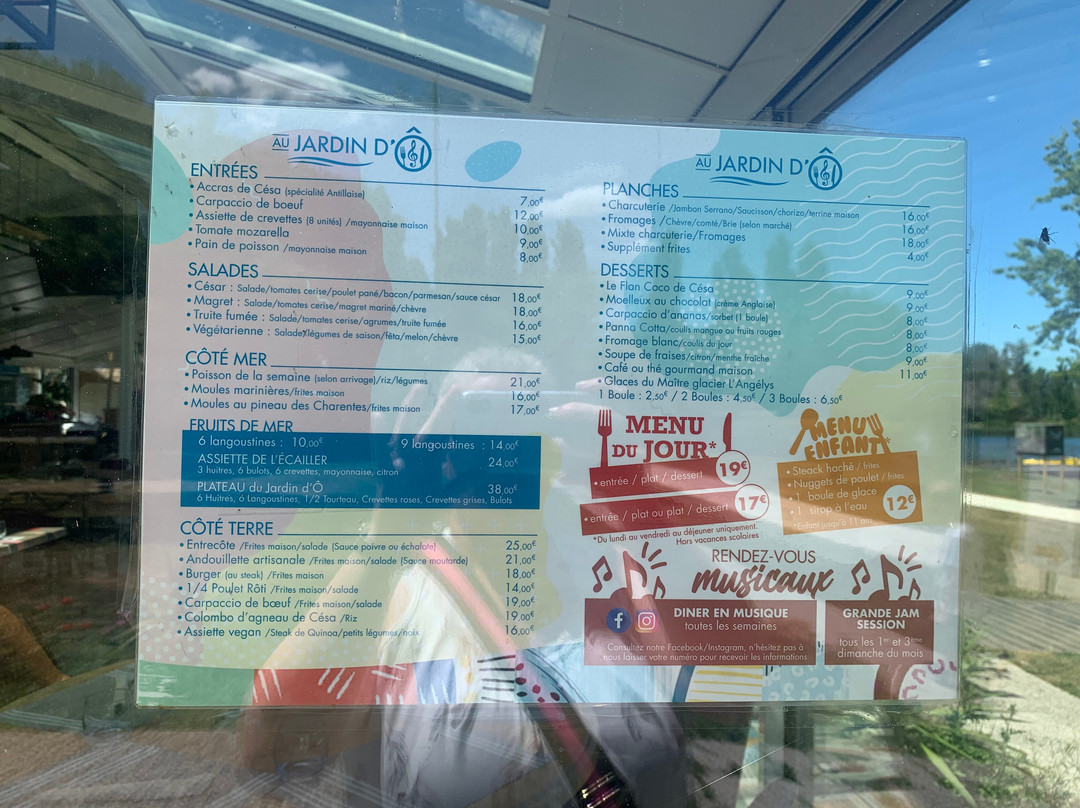 AU JARDIN D'Ô
ENTRÉES
• Accras de Césa (spécialité Antillaise) 7,00€
• Carpaccio de boeuf 12,00€
• Assiette de crevettes (8 unités) /mayonnaise maison 10,00€
• Tomate mozarella 9,00€
• Pain de poisson /mayonnaise maison 8,00€
SALADES
• César : Salade/tomates cerise/poulet pané/bacon/parmesan/sauce césar 18,00€
• Magret : Salade/tomates cerise/magret mariné/chèvre 18,00€
• Truite fumée : Salade/tomates cerise/agrumes/truite fumée 16,00€
• Végétarienne : Salade/légumes de saison/fêta/melon/chèvre 15,00€
CÔTÉ MER
• Poisson de la semaine (selon arrivage)/riz/légumes 21,00€
• Moules marinières/frites maison 16,00€
• Moules au pineau des Charentes/frites maison 17,00€
FRUITS DE MER
6 langoustines : 10,00€ 9 langoustines : 14,00€
ASSIETTE DE L'ÉCAILLER 24,00€
3 huitres, 6 bulots, 6 crevettes, mayonnaise, citron
PLATEAU du Jardin d'Ô 38,00€
6 Huitres, 6 Langoustines, 1/2 Tourteau, Crevettes roses, Crevettes grises, Bulots
CÔTÉ TERRE
• Entrecôte /Frites maison/salade (Sauce poivre ou échalote) 25,00€
• Andouillette artisanale /Frites maison/salade (Sauce moutarde) 21,00€
• Burger (au steak) /Frites maison 18,00€
• 1/4 Poulet Rôti /Frites maison/salade 14,00€
• Carpaccio de bœuf /Frites maison/salade 19,00€
• Colombo d'agneau de Césa /Riz 19,00€
• Assiette vegan /Steak de Quinoa/petits légumes/noix 16,00€
AU JARDIN D'Ô
PLANCHES
• Charcuterie /Jambon Serrano/Saucisson/chorizo/terrine maison 16,00€
• Fromages /Chèvre/comté/Brie (selon marché) 16,00€
• Mixte charcuterie/Fromages 18,00€
• Supplément frites 4,00€
DESSERTS
• Le Flan Coco de Césa 9,00€
• Moelleux au chocolat (crème Anglaise) 9,00€
• Carpaccio d'ananas/sorbet (1 boule) 8,00€
• Panna Cotta/coulis mangue ou fruits rouges 8,00€
• Fromage blanc/coulis du jour 8,00€
• Soupe de fraises/citron/menthe fraîche 9,00€
• Café ou thé gourmand maison 11,00€
• Glaces du Maître glacier L'Angélys
1 Boule : 2,50€ / 2 Boules : 4,50€ / 3 Boules : 6,50€
MENU
DU JOUR*
• entrée / plat / dessert 19€
• entrée / plat ou plat / dessert 17€
*Du lundi au vendredi au déjeuner uniquement.
Hors vacances scolaires
MENU
ENFANT*
• Steack haché / frites
• Nuggets de poulet / frites
• 1 boule de glace
• 1 sirop à l'eau
12€
*Enfant jusqu'à 11 ans
RENDEZ-VOUS
musicaux
DINER EN MUSIQUE
toutes les semaines
Consultez notre Facebook/Instagram, n'hésitez pas à
nous laisser votre numéro pour recevoir les informations
GRANDE JAM
SESSION
tous les 1er et 3ème
dimanche du mois